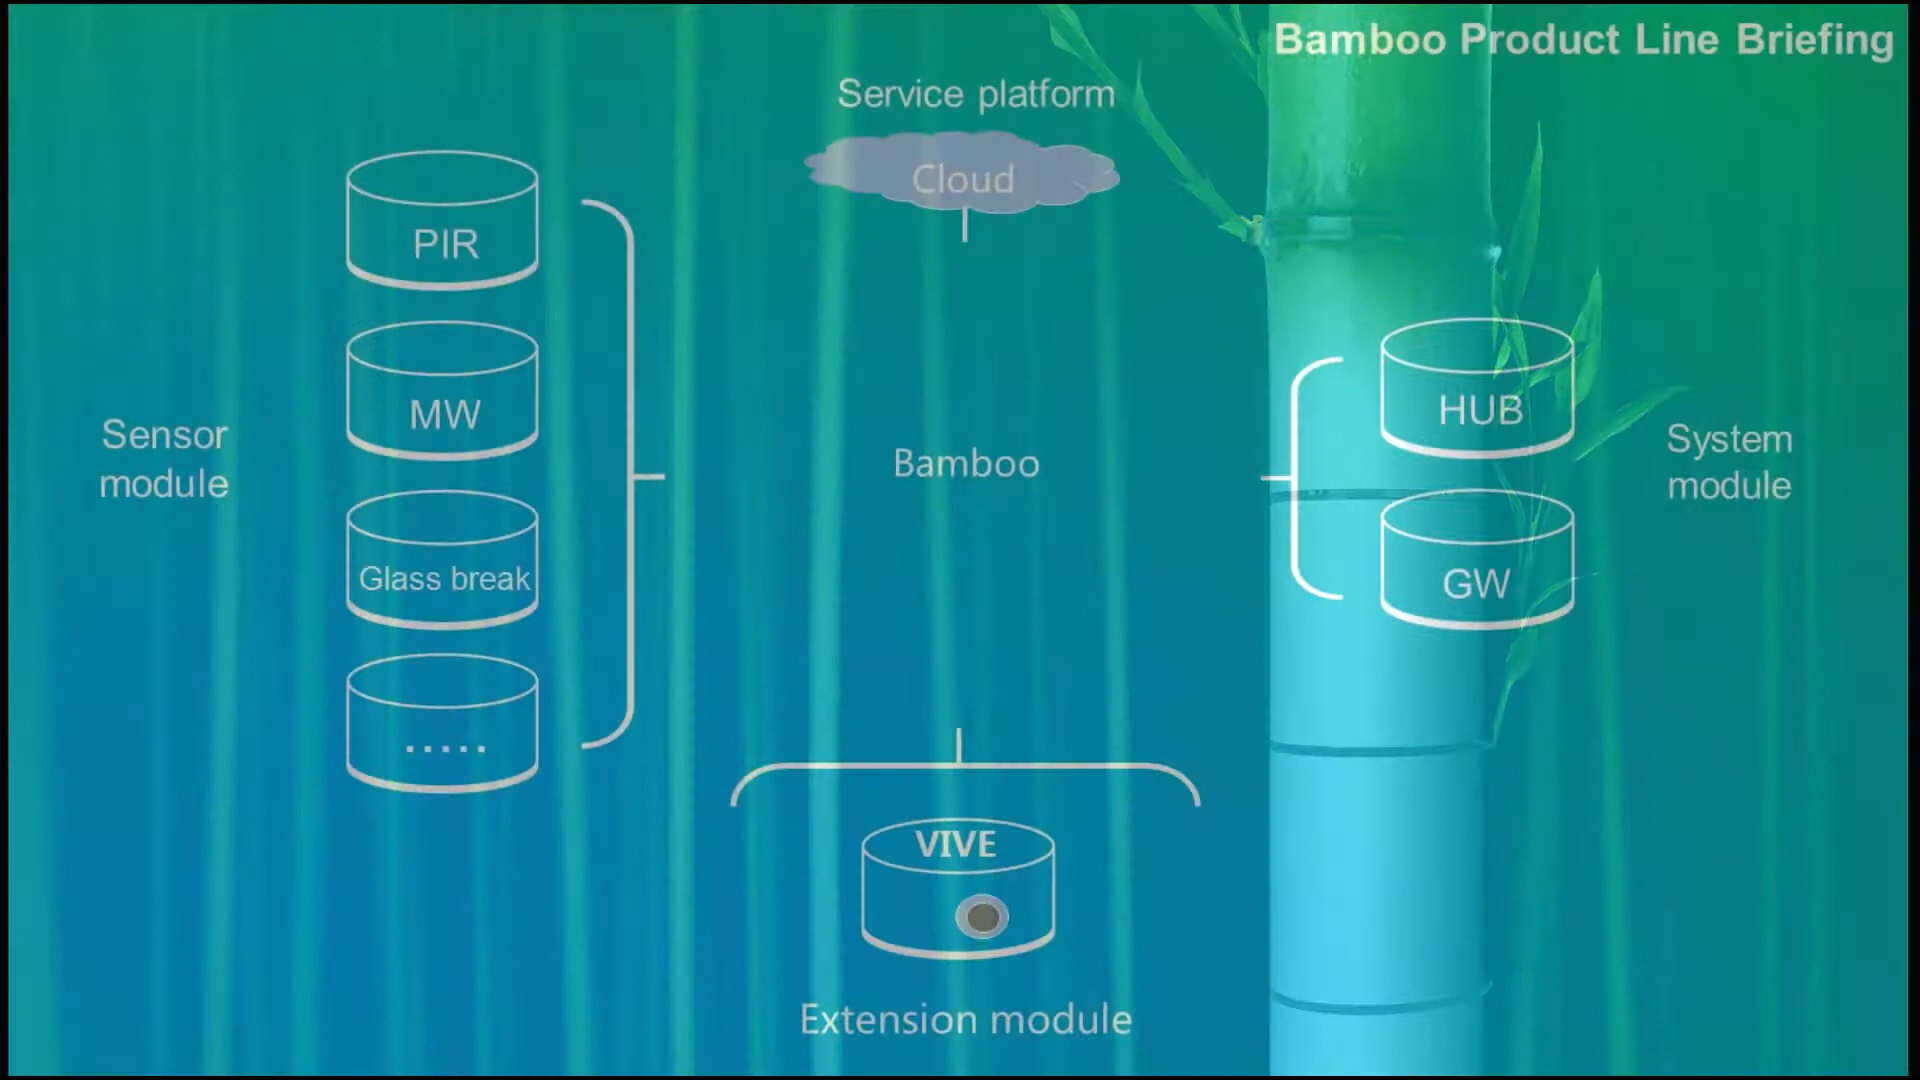 Bamboo Product Line Briefing
Service platform
Cloud
PIR
MW
Glass break
.....
Sensor
module
Bamboo
HUB
GW
System
module
VIVE
Extension module